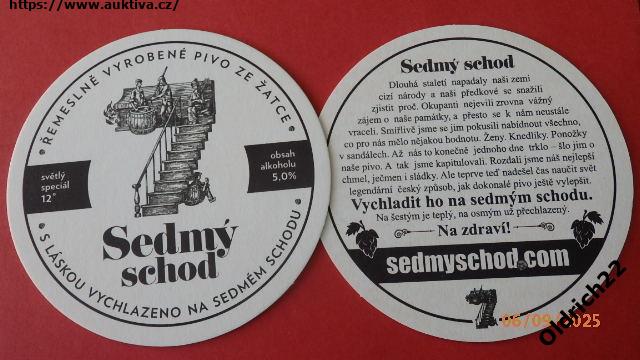 https://www.auktiva.cz/
ŘEMESLNĚ VYROBENÉ PIVO ZE ŽATCE
světlý
speciál
12°
obsah
alkoholu
5.0%
7
Sedmý
schod
S LÁSKOU VYCHLAZENO NA SEDMÉM SCHODU
Sedmý schod
Dlouhá staletí napadaly naši zemi
cizí národy a naši předkové se snažili
zjistit proč. Okupanti nejevili zrovna vážný
zájem o naše památky, a přesto se k nám neustále
vraceli. Smířlivě jsme se jim pokusili nabídnout všechno,
co pro nás mělo nějakou hodnotu. Ženy. Knedlíky. Ponožky
v sandálech. Až nás to konečně jednoho dne trklo – šlo jim o
naše pivo. A tak jsme kapitulovali. Rozdali jsme náš nejlepší
chmel, ječmen i sládky. Ale teprve teď nadešel čas naučit svět
legendární český způsob, jak dokonalé pivo ještě vylepšit.
Vychladit ho na sedmým schodu.
Na šestým je teplý, na osmým už přechlazený.
Na zdraví!
sedmyschod.com
7
06/09/2025
Oldrich22